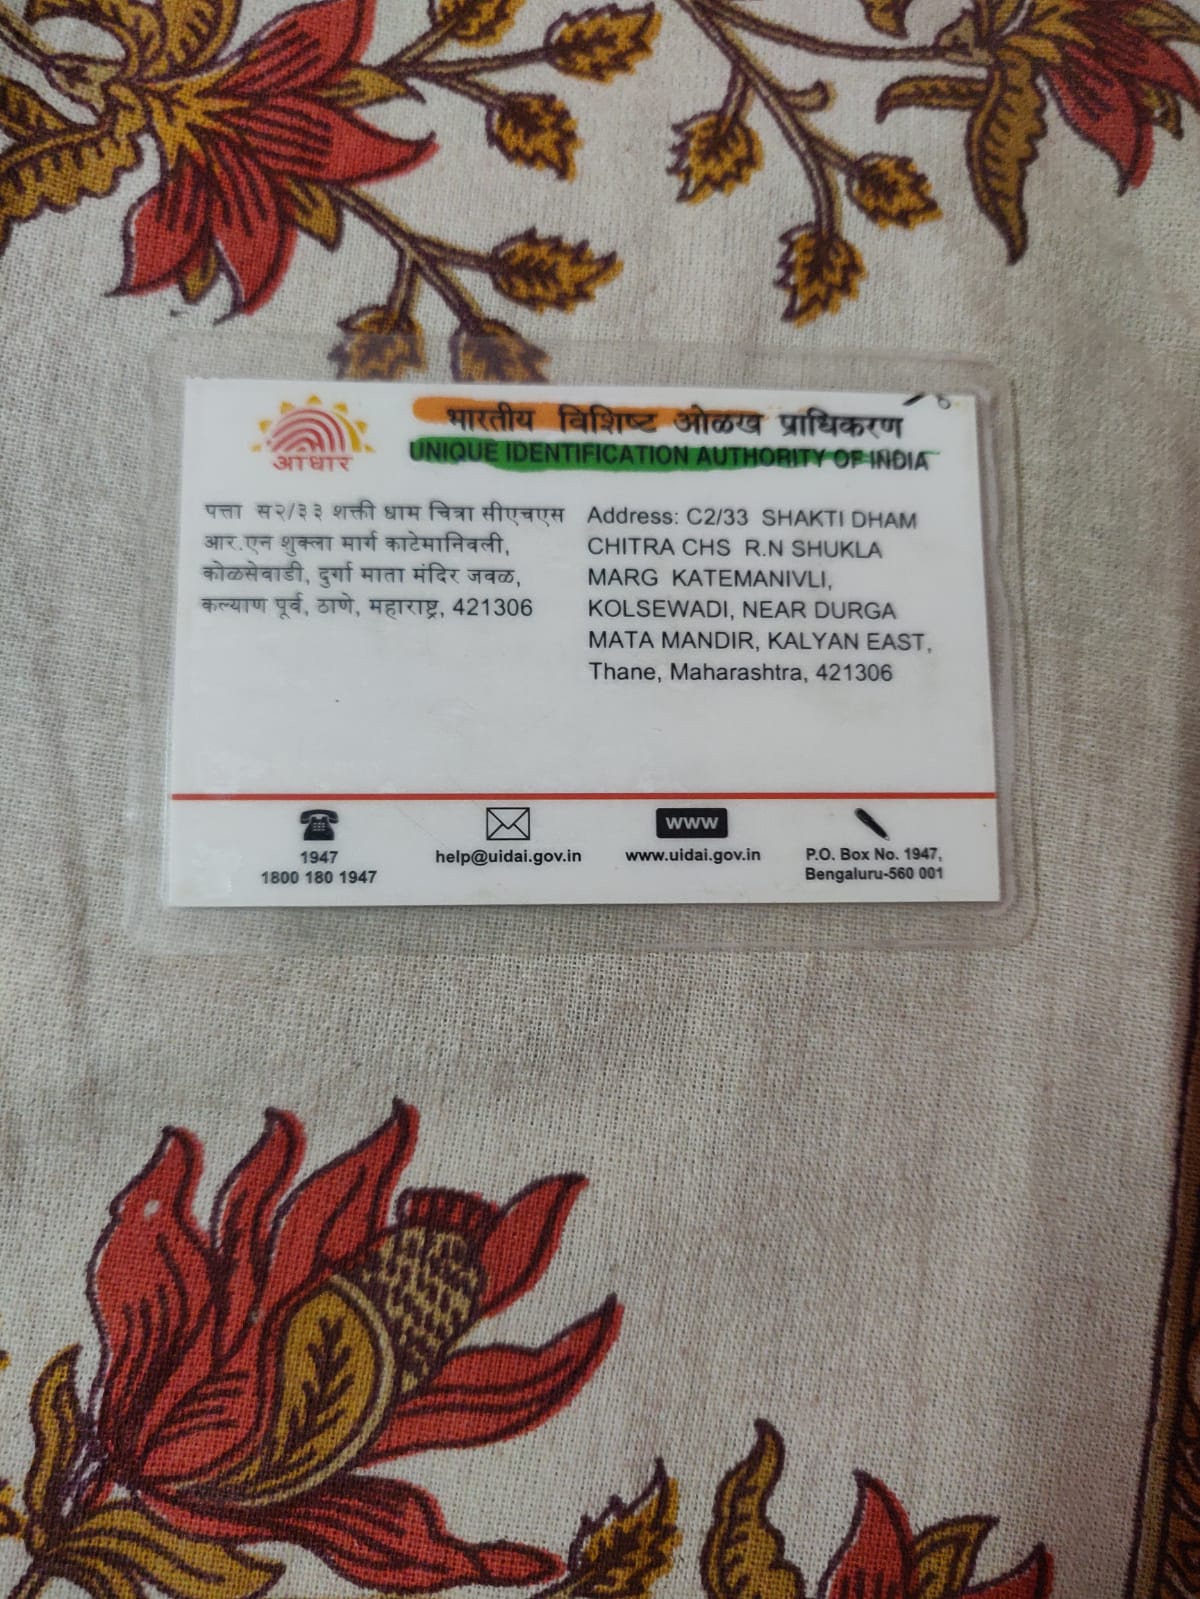 आधार
भारतीय विशिष्ट ओळख प्राधिकरण
UNIQUE IDENTIFICATION AUTHORITY OF INDIA
पत्ता स२/३३ शक्ती धाम चित्रा सीएचएस
आर.एन शुक्ला मार्ग काटेमानिवली,
कोळसेवाडी, दुर्गा माता मंदिर जवळ,
कल्याण पूर्व, ठाणे, महाराष्ट्र, 421306
Address: C2/33 SHAKTI DHAM
CHITRA CHS R.N SHUKLA
MARG KATEMANIVLI,
KOLSEWADI, NEAR DURGA
MATA MANDIR, KALYAN EAST,
Thane, Maharashtra, 421306
1947
1800 180 1947
help@uidai.gov.in
www
www.uidai.gov.in
P.O. Box No. 1947,
Bengaluru-560 001